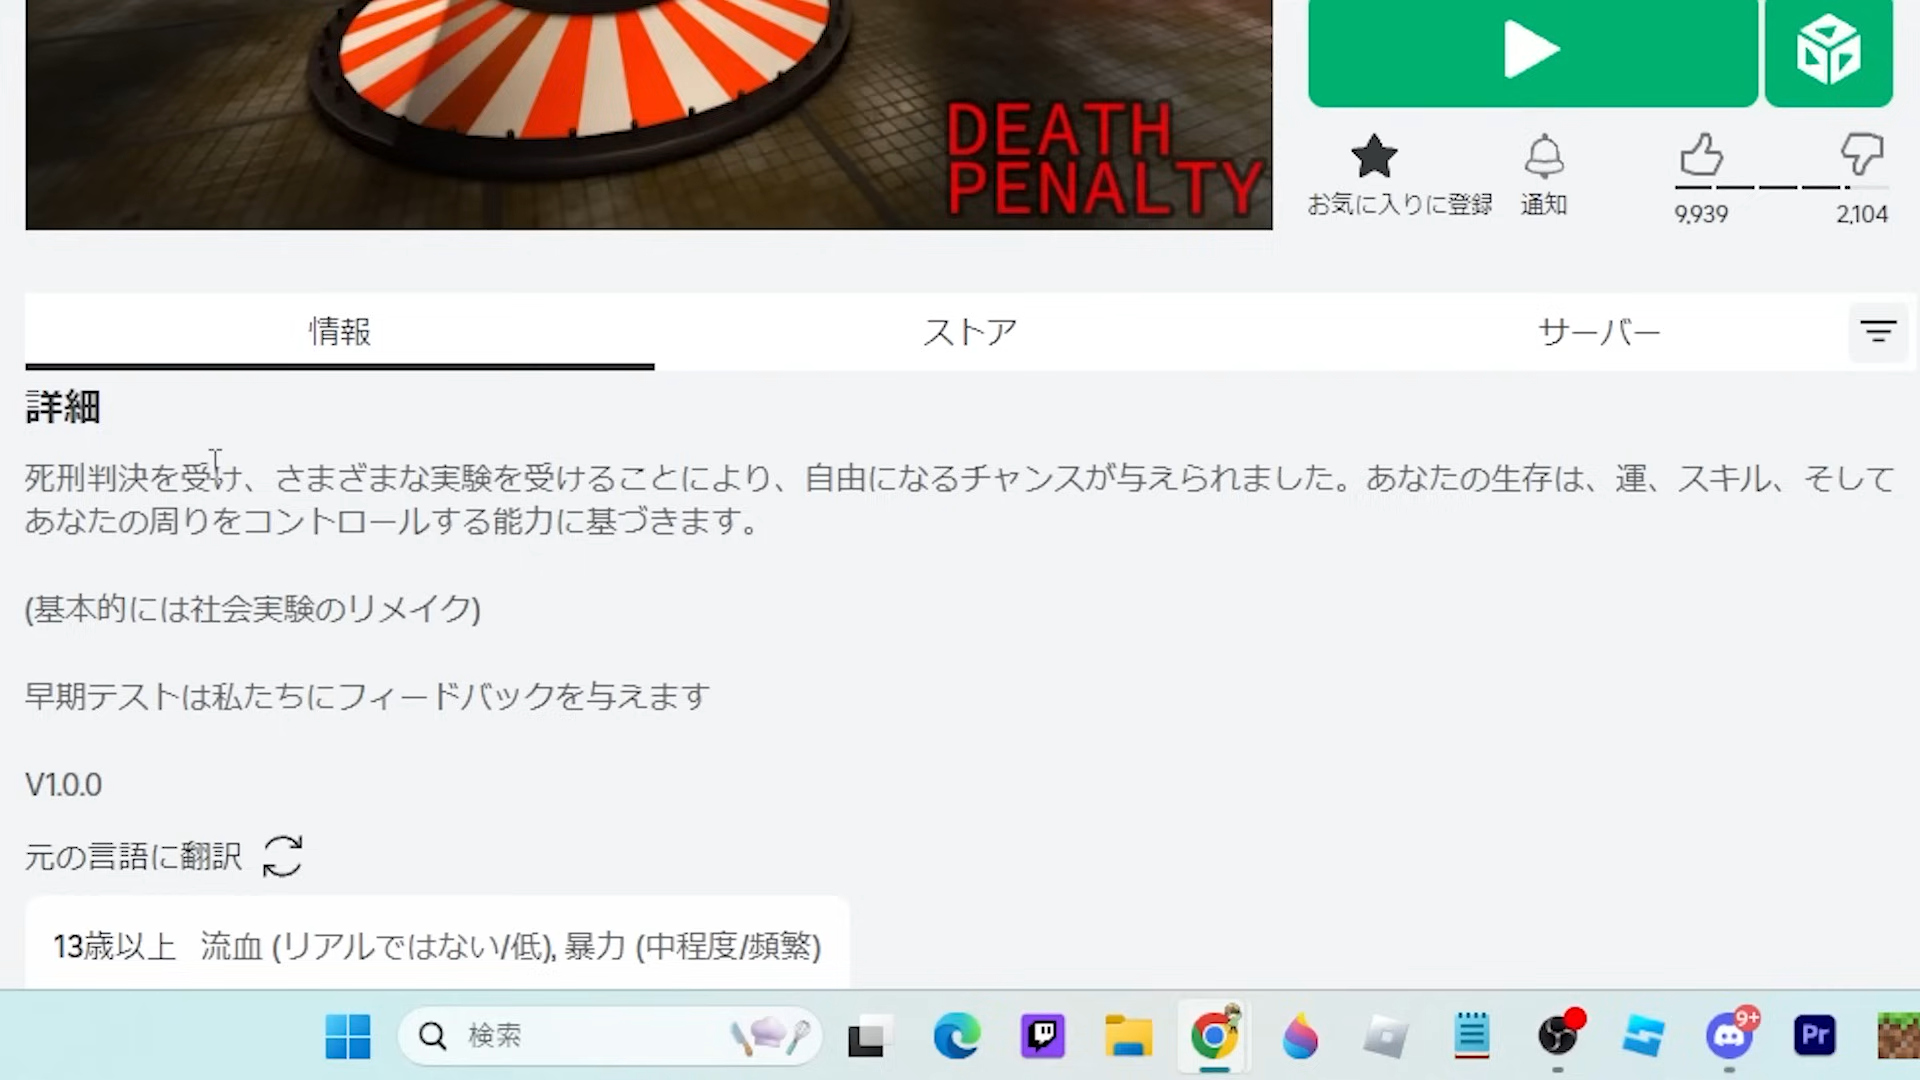 DEATH
PENALTY
お気に入りに登録
通知
9,939
2,104
情報
ストア
サーバー
詳細
死刑判決を受け、さまざまな実験を受けることにより、自由になるチャンスが与えられました。あなたの生存は、運、スキル、そして
あなたの周りをコントロールする能力に基づきます。
(基本的には社会実験のリメイク)
早期テストは私たちにフィードバックを与えます
V1.0.0
元の言語に翻訳
13歳以上 流血 (リアルではない/低), 暴力 (中程度/頻繁)
検索
9+
Pr